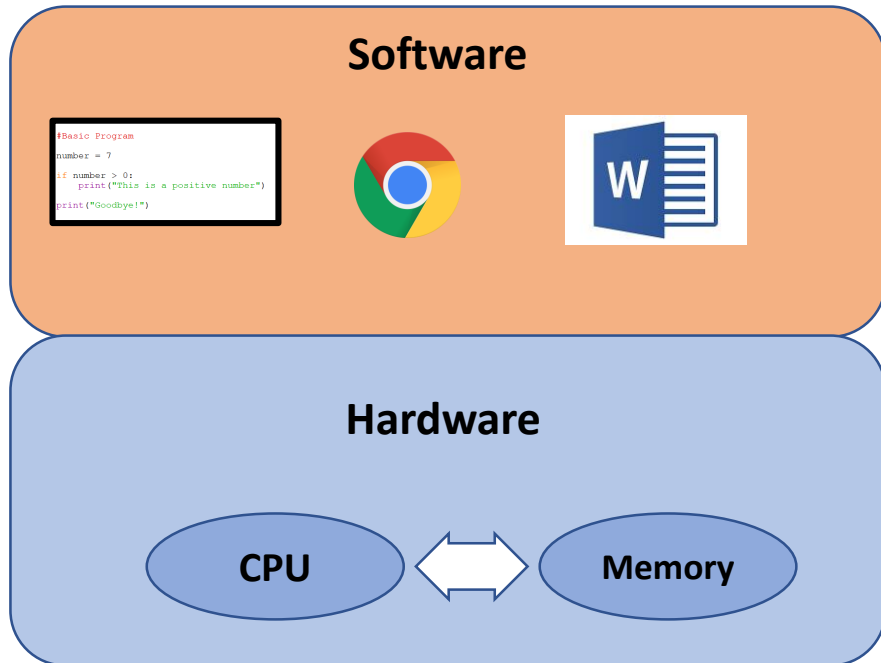 Software
#Basic Program
number = 7
if number > 0:
    print("This is a positive number")
print("Goodbye!")
W
Hardware
CPU
Memory